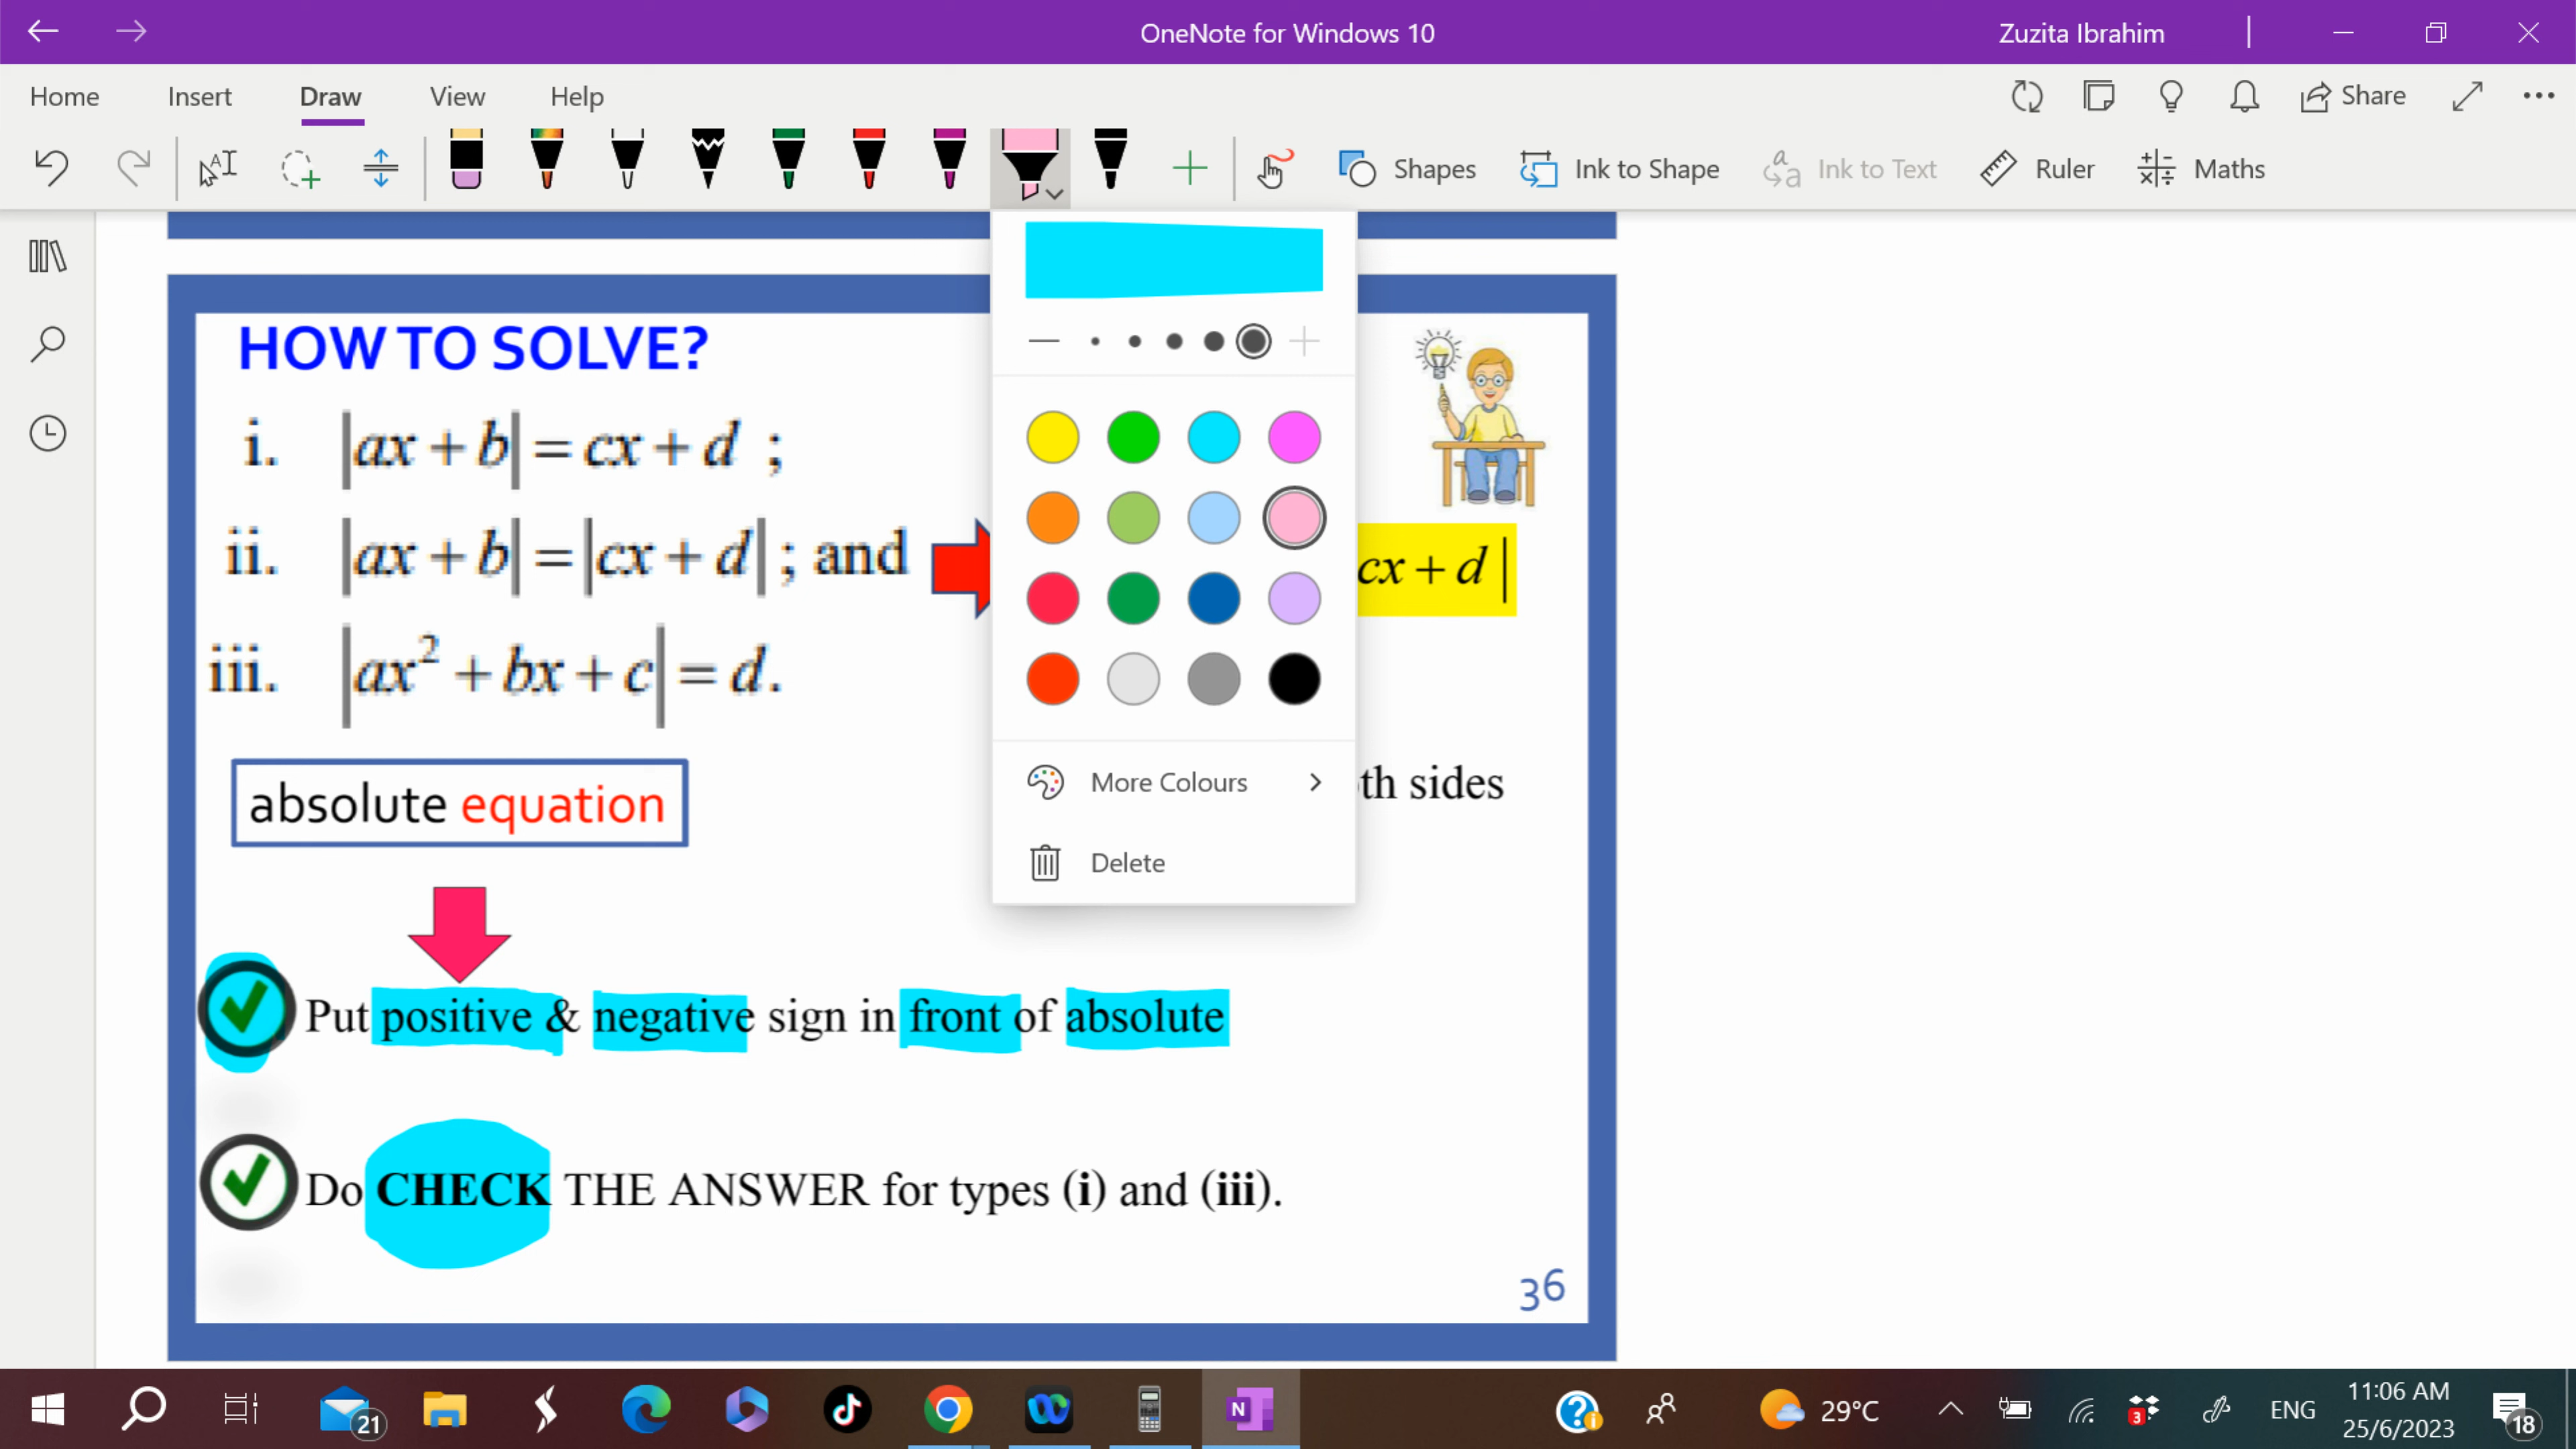 OneNote for Windows 10
Zuzita Ibrahim
Home Insert Draw View Help
Share
Shapes Ink to Shape Ink to Text Ruler Maths
HOW TO SOLVE?
i. |ax + b| = cx + d ;
ii. |ax + b| = |cx + d| ; and
cx + d |
iii. |ax² + bx + c| = d.
More Colours
th sides
absolute equation
Delete
Put positive & negative sign in front of absolute
Do CHECK THE ANSWER for types (i) and (iii).
36
21
N
29°C
3
ENG
11:06 AM
25/6/2023
18